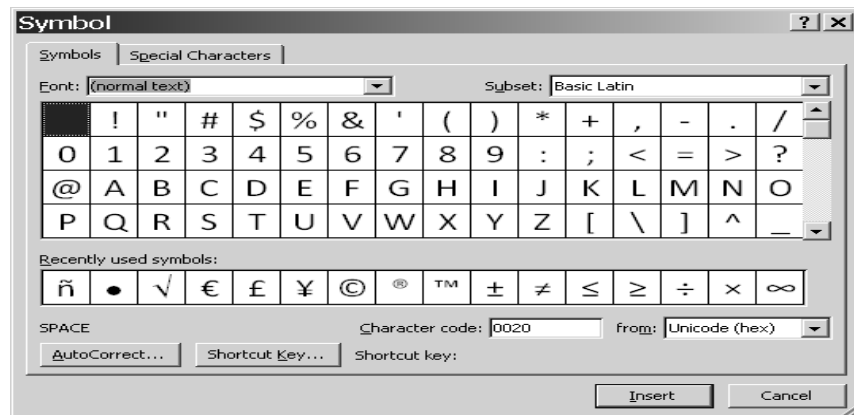 Symbol ? ×
Symbols Special Characters
Font: (normal text) Subset: Basic Latin
! " # $ % & ' ( ) * + , - . /
0 1 2 3 4 5 6 7 8 9 : ; < = > ?
@ A B C D E F G H I J K L M N O
P Q R S T U V W X Y Z [ \ ] ^ _
Recently used symbols:
ñ ● √ € £ ¥ © ® ™ ± ≠ ≤ ≥ ÷ × ∞
SPACE Character code: 0020 from: Unicode (hex)
AutoCorrect... Shortcut Key... Shortcut key:
Insert Cancel